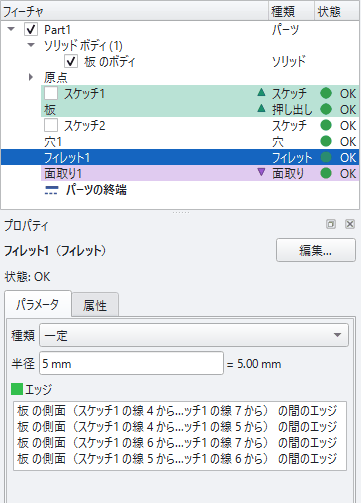 フィーチャ 種類 状態
Part1 パーツ
ソリッド ボディ (1)
板 のボディ ソリッド
原点
スケッチ1 スケッチ OK
板 押し出し OK
スケッチ2 スケッチ OK
穴1 穴 OK
フィレット1 フィレット OK
面取り1 面取り OK
パーツの終端
プロパティ
フィレット1（フィレット） 編集...
状態: OK
パラメータ 属性
種類 一定
半径 5 mm = 5.00 mm
エッジ
板 の側面（スケッチ1 の線 4 から...ッチ1 の線 7 から） の間のエッジ
板 の側面（スケッチ1 の線 4 から...ッチ1 の線 5 から） の間のエッジ
板 の側面（スケッチ1 の線 6 から...ッチ1 の線 7 から） の間のエッジ
板 の側面（スケッチ1 の線 5 から...ッチ1 の線 6 から） の間のエッジ